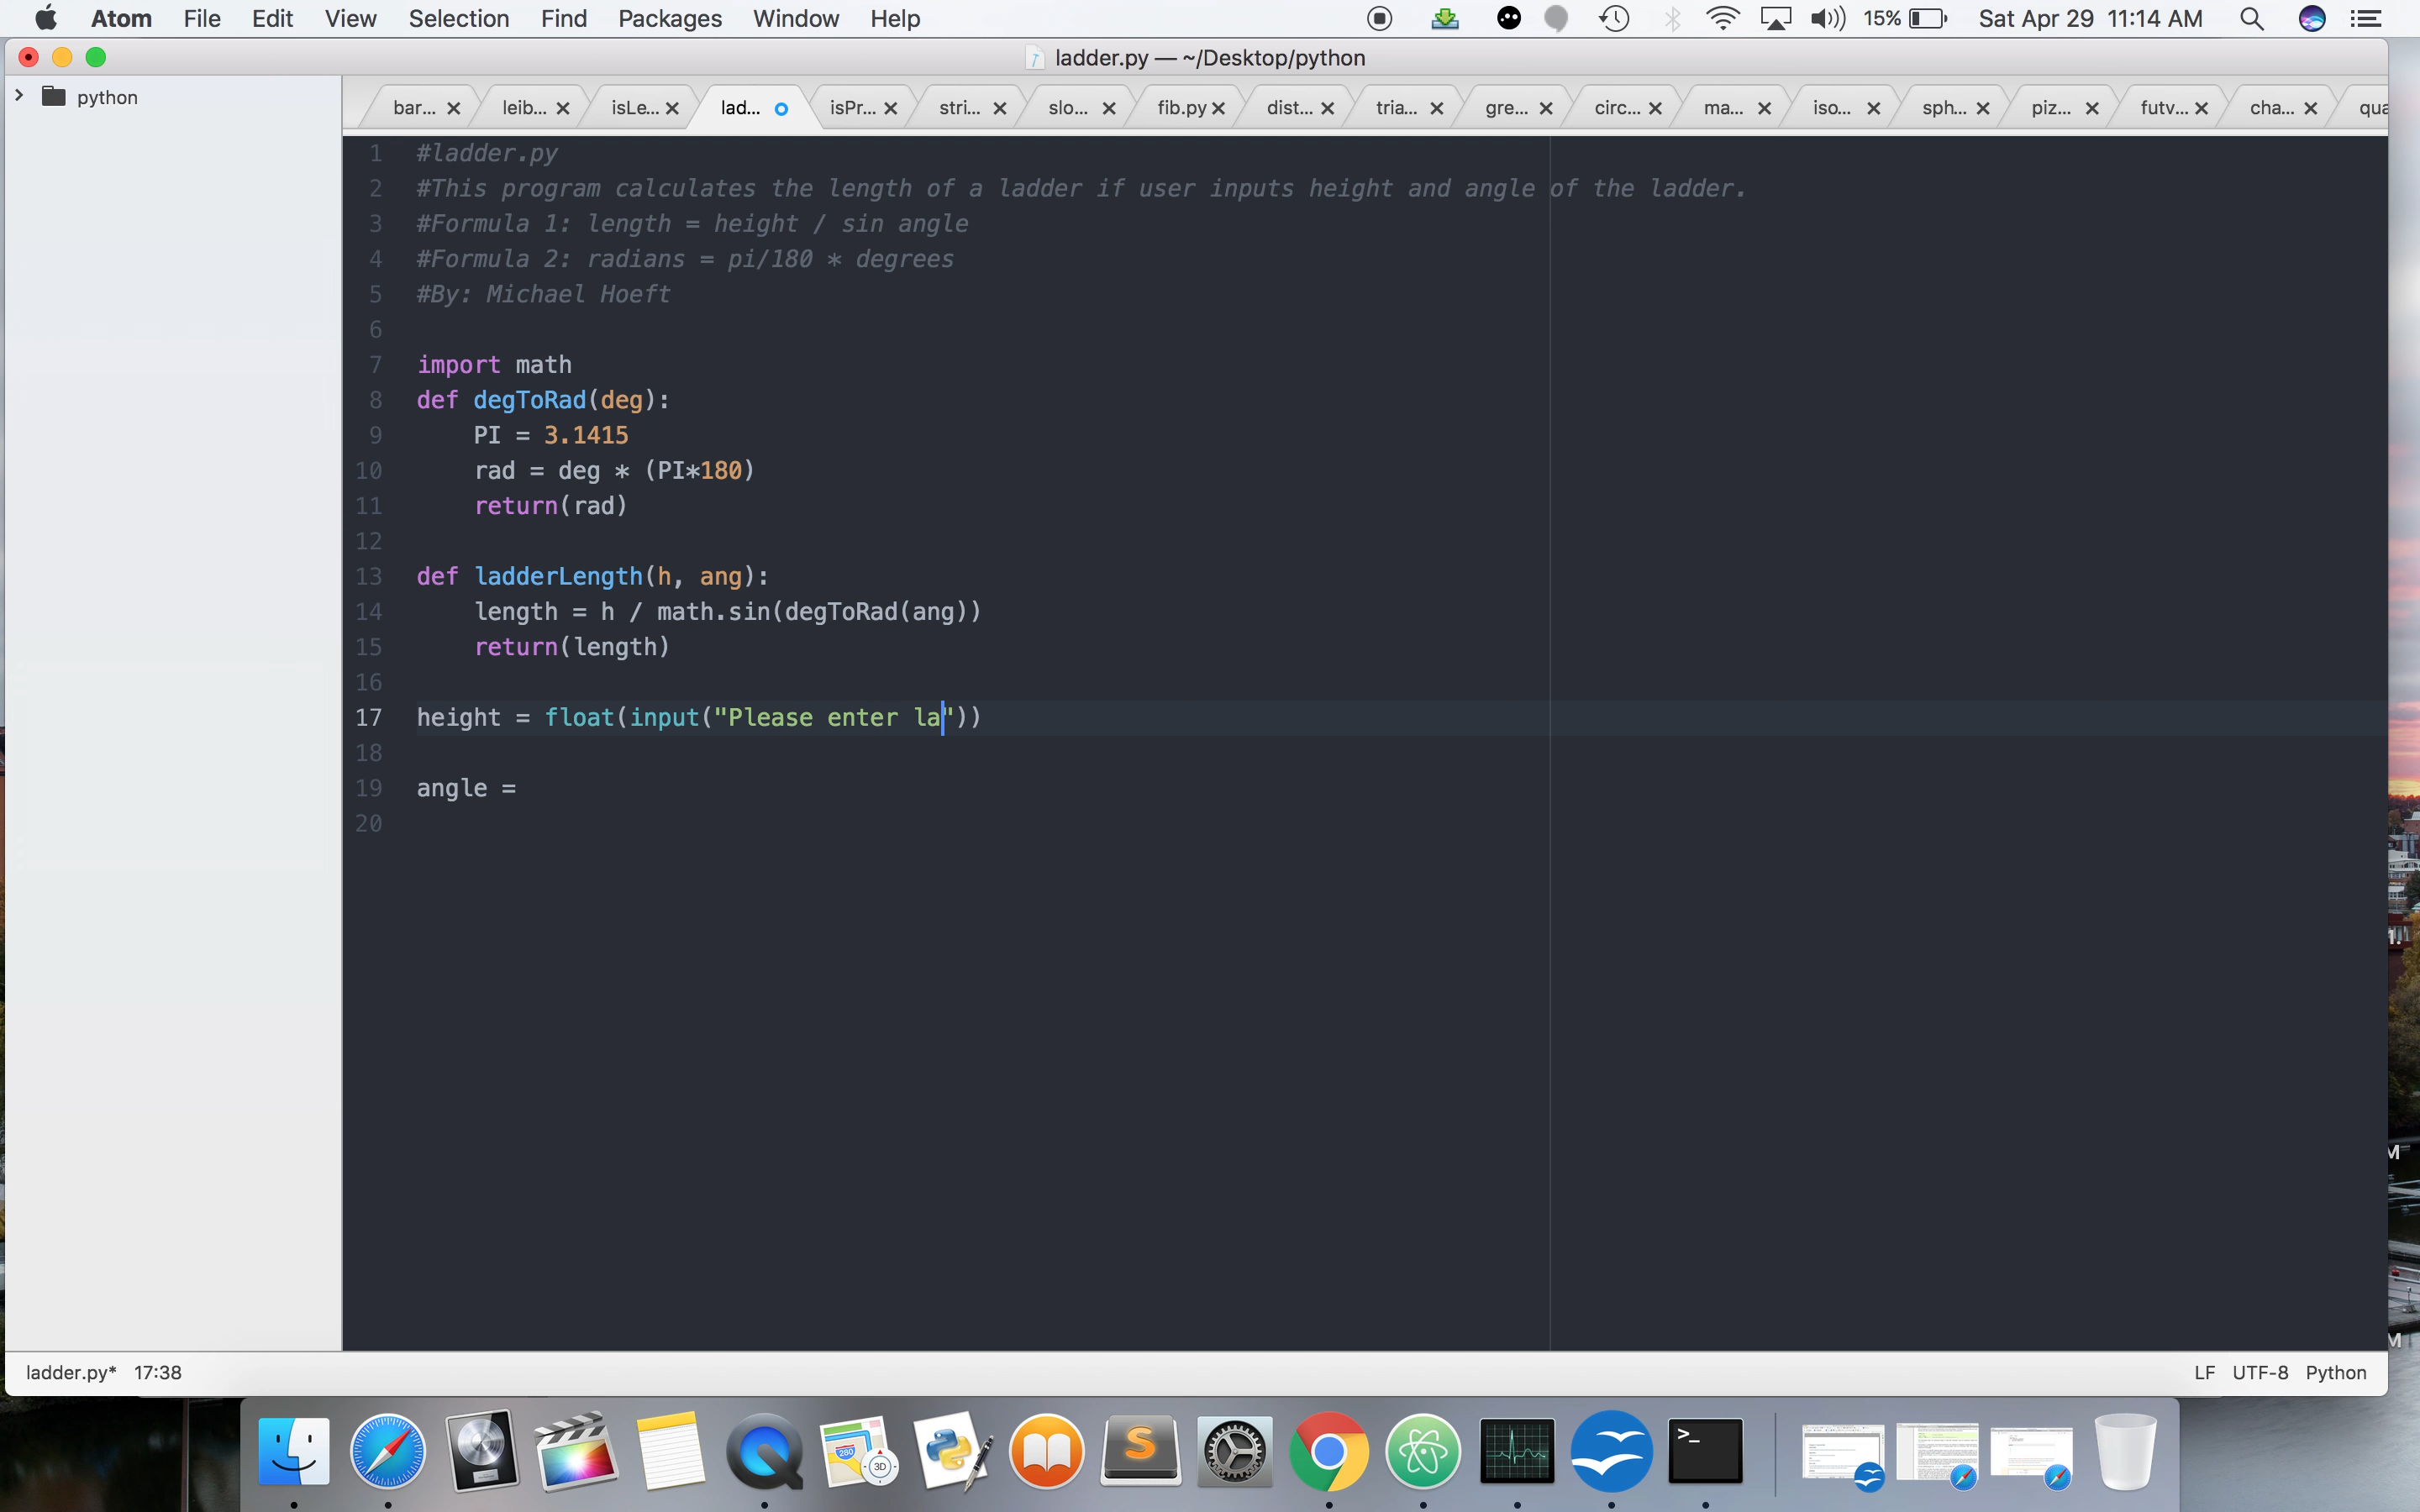 Atom File Edit View Selection Find Packages Window Help 15% Sat Apr 29 11:14 AM
ladder.py — ~/Desktop/python
python
bar... leib... isLe... lad... isPr... stri... slo... fib.py dist... tria... gre... circ... ma... iso... sph... piz... futv... cha... qua
1 #ladder.py
2 #This program calculates the length of a ladder if user inputs height and angle of the ladder.
3 #Formula 1: length = height / sin angle
4 #Formula 2: radians = pi/180 * degrees
5 #By: Michael Hoeft
6
7 import math
8 def degToRad(deg):
9 PI = 3.1415
10 rad = deg * (PI*180)
11 return(rad)
12
13 def ladderLength(h, ang):
14 length = h / math.sin(degToRad(ang))
15 return(length)
16
17 height = float(input("Please enter la"))
18
19 angle =
20
ladder.py* 17:38 LF UTF-8 Python
280
3D
S
>_